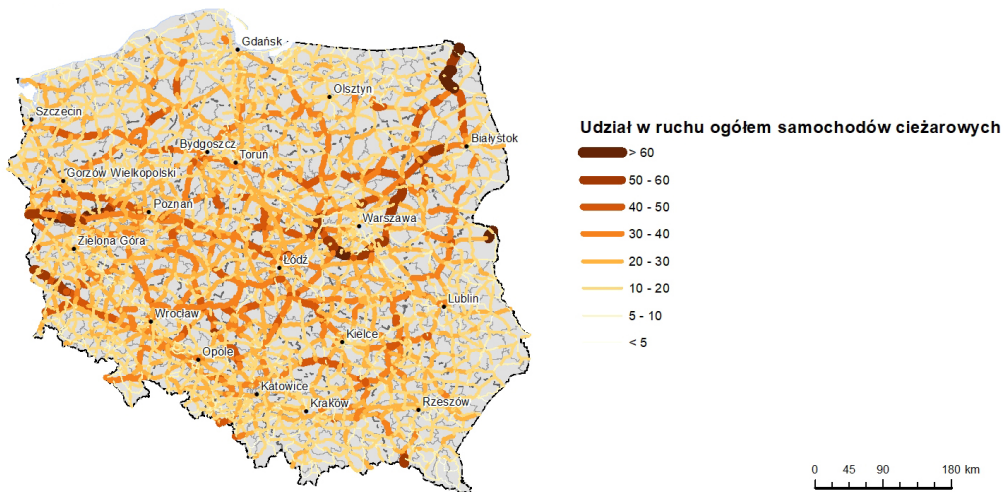 Gdańsk
Olsztyn
Szczecin
Białystok
Bydgoszcz
Toruń
Gorzów Wielkopolski
Poznań
Warszawa
Zielona Góra
Łódź
Lublin
Wrocław
Kielce
Opole
Katowice
Kraków
Rzeszów
Udział w ruchu ogółem samochodów cieżarowych
> 60
50 - 60
40 - 50
30 - 40
20 - 30
10 - 20
5 - 10
< 5
0 45 90 180 km